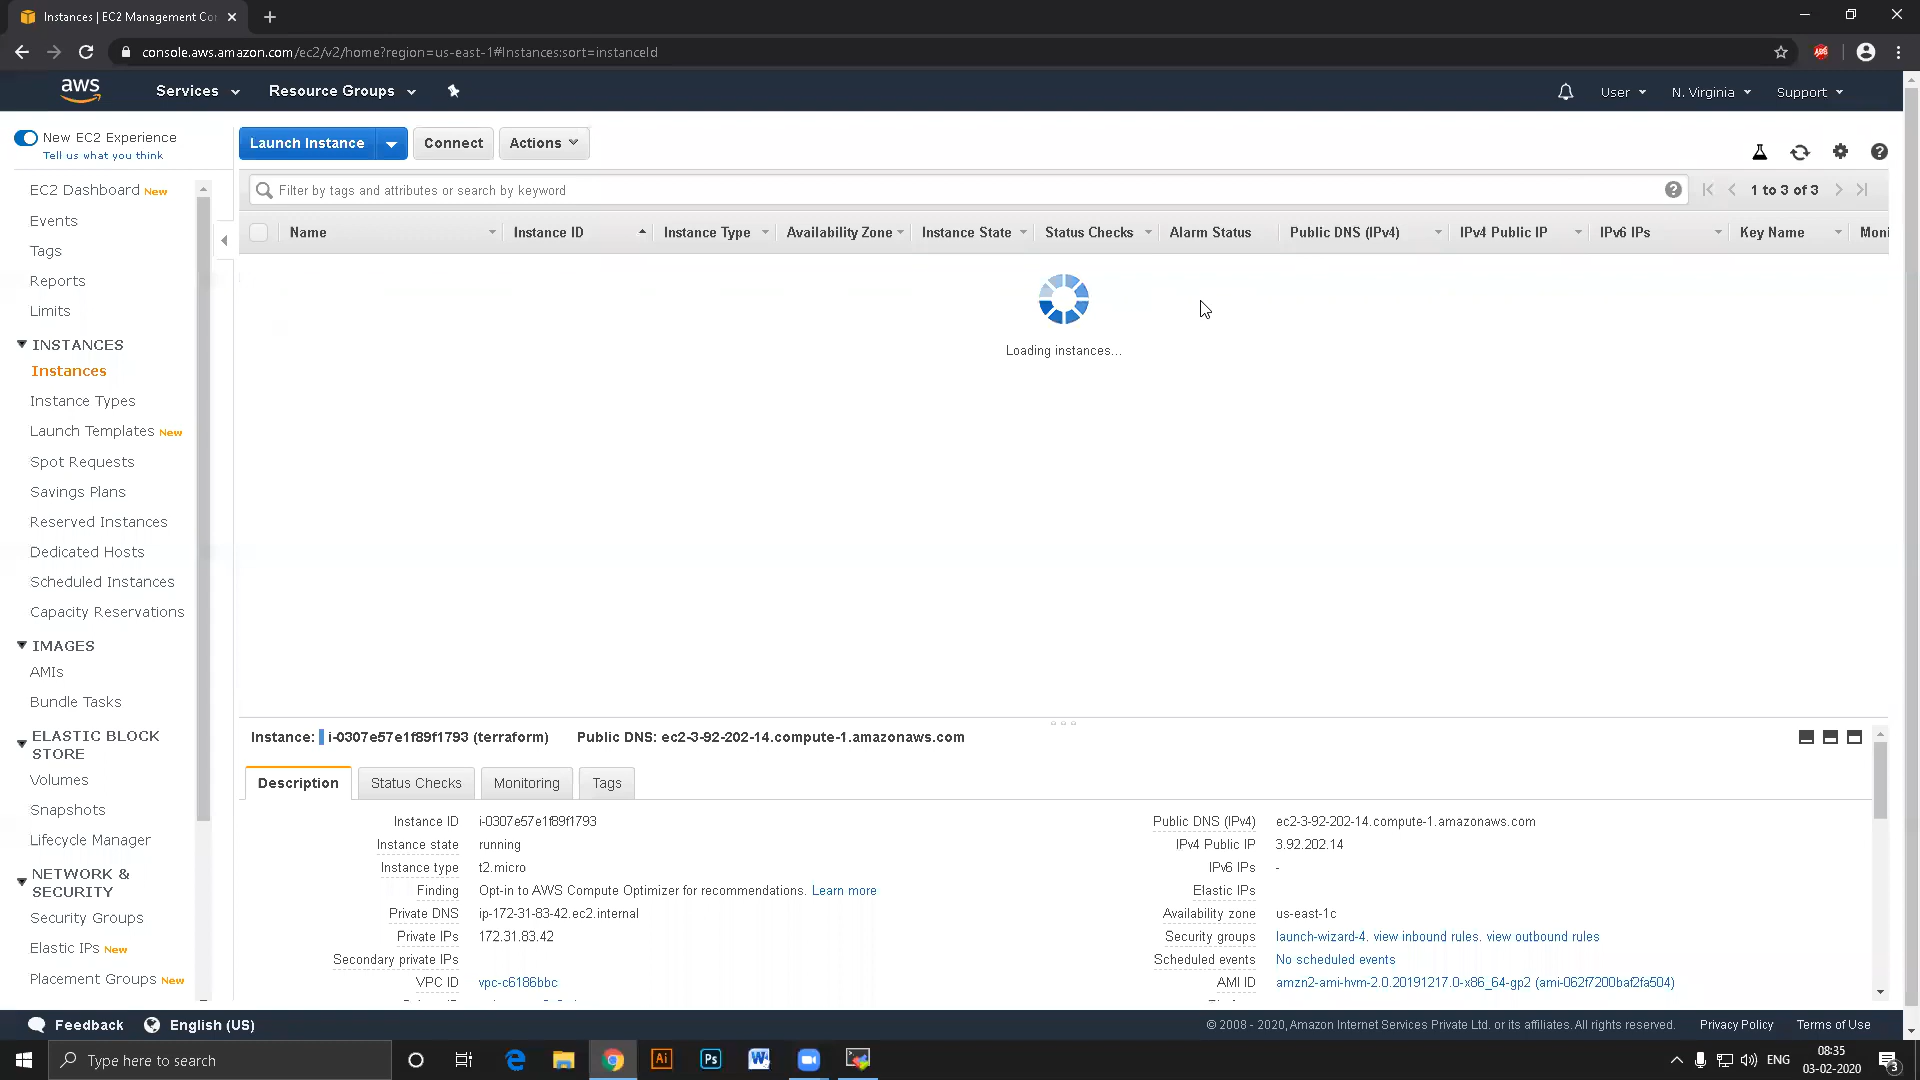 Instances | EC2 Management Co
console.aws.amazon.com/ec2/v2/home?region=us-east-1#Instances:sort=instanceId
ABP
aws
Services
Resource Groups
User
N. Virginia
Support
New EC2 Experience
Tell us what you think
Launch Instance
Connect
Actions
EC2 Dashboard New
Events
Tags
Reports
Limits
INSTANCES
Instances
Instance Types
Launch Templates New
Spot Requests
Savings Plans
Reserved Instances
Dedicated Hosts
Scheduled Instances
Capacity Reservations
IMAGES
AMIs
Bundle Tasks
ELASTIC BLOCK
STORE
Volumes
Snapshots
Lifecycle Manager
NETWORK &
SECURITY
Security Groups
Elastic IPs New
Placement Groups New
Filter by tags and attributes or search by keyword
1 to 3 of 3
Name
Instance ID
Instance Type
Availability Zone
Instance State
Status Checks
Alarm Status
Public DNS (IPv4)
IPv4 Public IP
IPv6 IPs
Key Name
Moni
Loading instances...
Instance: i-0307e57e1f89f1793 (terraform) Public DNS: ec2-3-92-202-14.compute-1.amazonaws.com
Description
Status Checks
Monitoring
Tags
Instance ID i-0307e57e1f89f1793
Instance state running
Instance type t2.micro
Finding Opt-in to AWS Compute Optimizer for recommendations. Learn more
Private DNS ip-172-31-83-42.ec2.internal
Private IPs 172.31.83.42
Secondary private IPs
VPC ID vpc-c6186bbc
Public DNS (IPv4) ec2-3-92-202-14.compute-1.amazonaws.com
IPv4 Public IP 3.92.202.14
IPv6 IPs -
Elastic IPs
Availability zone us-east-1c
Security groups launch-wizard-4. view inbound rules. view outbound rules
Scheduled events No scheduled events
AMI ID amzn2-ami-hvm-2.0.20191217.0-x86_64-gp2 (ami-062f7200baf2fa504)
Feedback
English (US)
© 2008 - 2020, Amazon Internet Services Private Ltd. or its affiliates. All rights reserved.
Privacy Policy
Terms of Use
Type here to search
Ai
Ps
W
ENG
08:35
03-02-2020
3